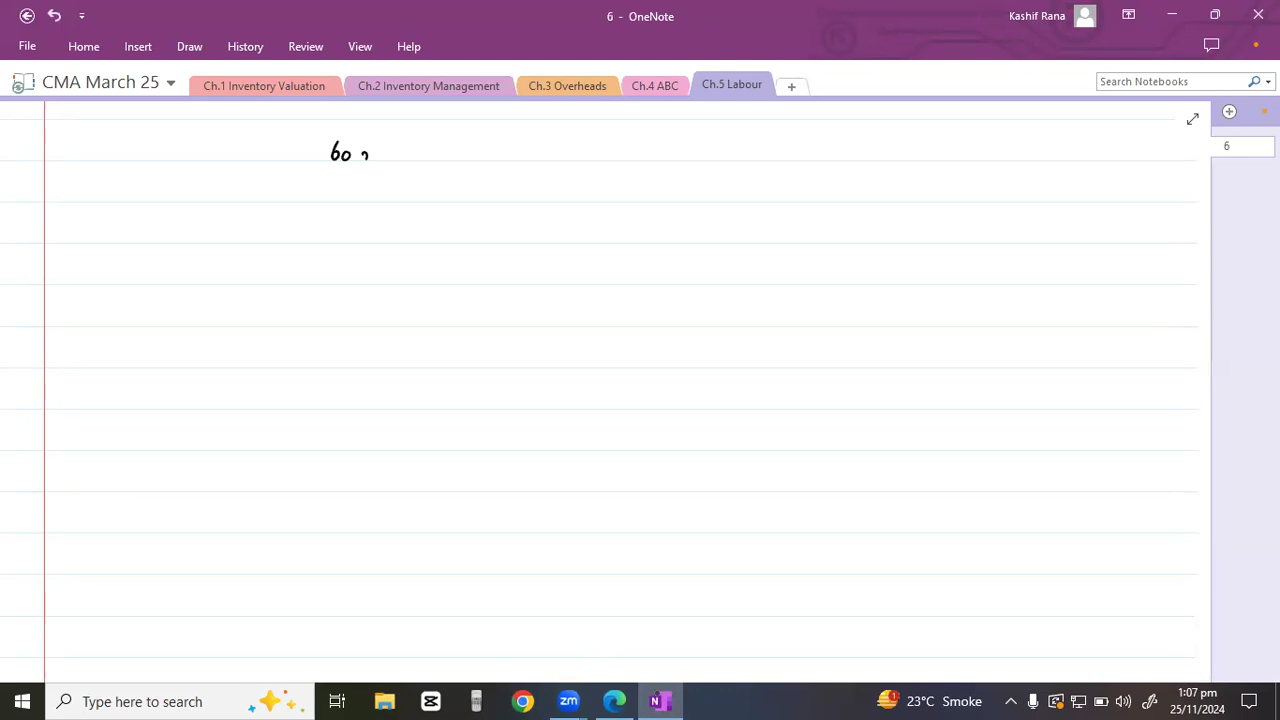 6 - OneNote
Kashif Rana
File Home Insert Draw History Review View Help
CMA March 25
Ch.1 Inventory Valuation Ch.2 Inventory Management Ch.3 Overheads Ch.4 ABC Ch.5 Labour
Search Notebooks
6
60
Type here to search
zm
N
1
23°C Smoke
1:07 pm
25/11/2024